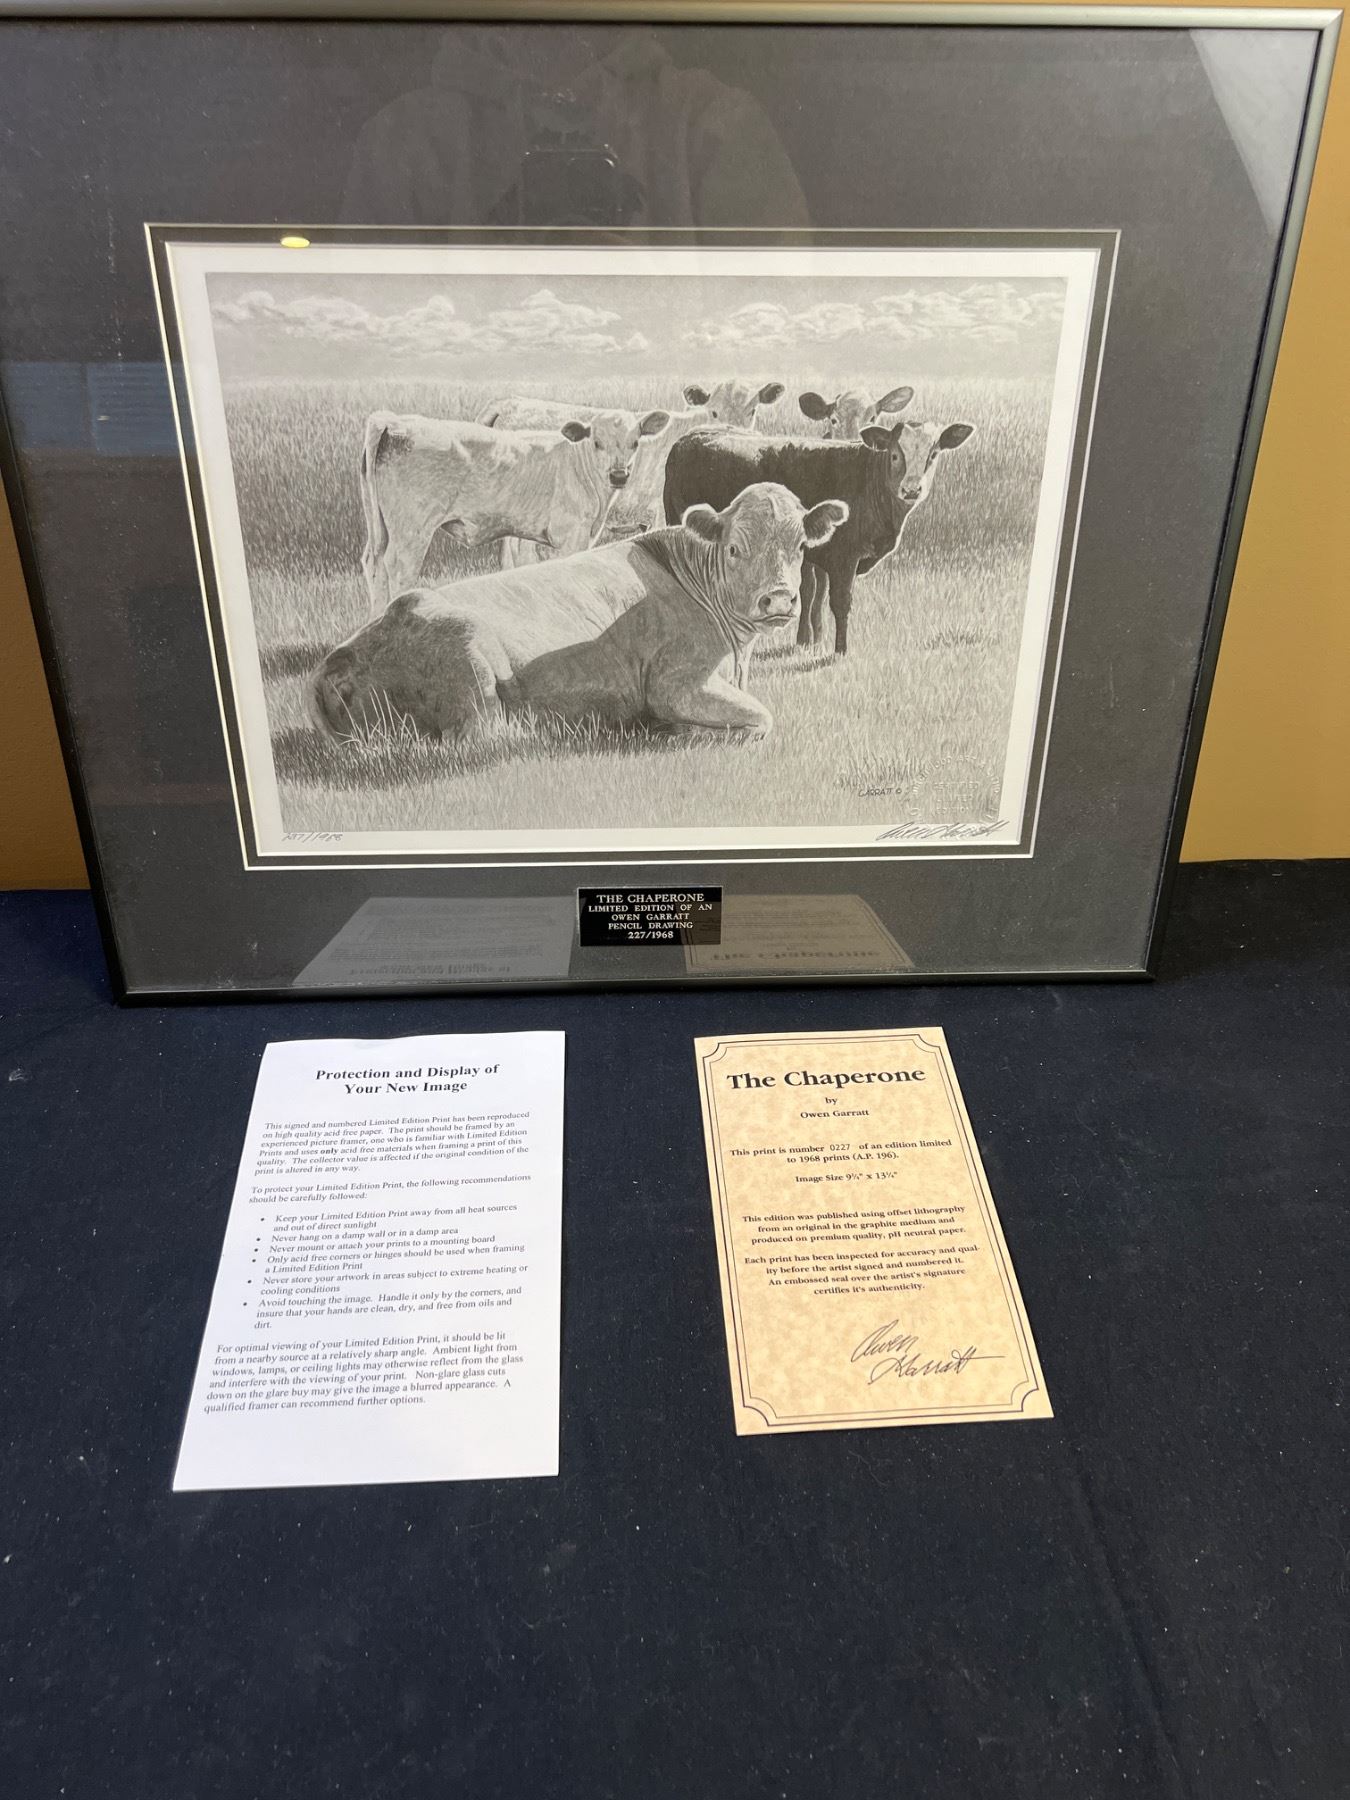 GARRATT ©
CERTIFIED
227/1968
Owen Garratt
THE CHAPERONE
LIMITED EDITION OF AN
OWEN GARRATT
PENCIL DRAWING
227/1968
Protection and Display of
Your New Image
This signed and numbered Limited Edition Print has been reproduced
on high quality acid free paper. The print should be framed by an
experienced picture framer, one who is familiar with Limited Edition
Prints and uses only acid free materials when framing a print of this
quality. The collector value is affected if the original condition of the
print is altered in any way.
To protect your Limited Edition Print, the following recommendations
should be carefully followed:
• Keep your Limited Edition Print away from all heat sources
and out of direct sunlight
• Never hang on a damp wall or in a damp area
• Never mount or attach your prints to a mounting board
• Only acid free corners or hinges should be used when framing
a Limited Edition Print
• Never store your artwork in areas subject to extreme heating or
cooling conditions
• Avoid touching the image. Handle it only by the corners, and
insure that your hands are clean, dry, and free from oils and
dirt.
For optimal viewing of your Limited Edition Print, it should be lit
from a nearby source at a relatively sharp angle. Ambient light from
windows, lamps, or ceiling lights may otherwise reflect from the glass
and interfere with the viewing of your print. Non-glare glass cuts
down on the glare buy may give the image a blurred appearance. A
qualified framer can recommend further options.
The Chaperone
by
Owen Garratt
This print is number 0227 of an edition limited
to 1968 prints (A.P. 196).
Image Size 9¾" x 13¼"
This edition was published using offset lithography
from an original in the graphite medium and
produced on premium quality, pH neutral paper.
Each print has been inspected for accuracy and qual-
ity before the artist signed and numbered it.
An embossed seal over the artist's signature
certifies it's authenticity.
Owen
Garratt